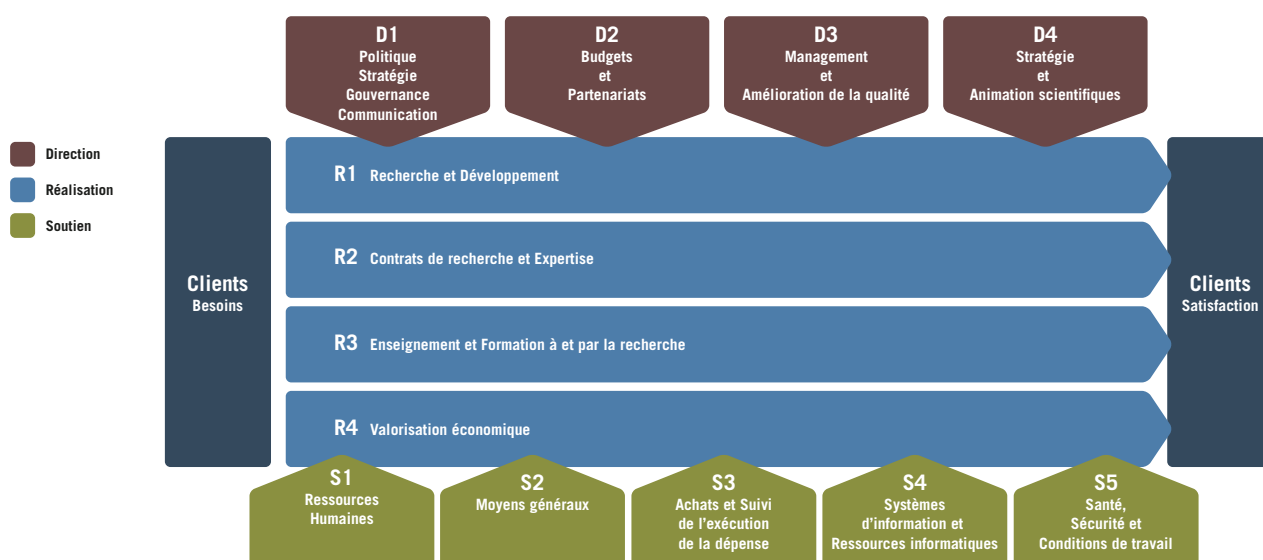 D1
Politique
Stratégie
Gouvernance
Communication
D2
Budgets
et
Partenariats
D3
Management
et
Amélioration de la qualité
D4
Stratégie
et
Animation scientifiques
Direction
Réalisation
Soutien
Clients
Besoins
R1 Recherche et Développement
R2 Contrats de recherche et Expertise
R3 Enseignement et Formation à et par la recherche
R4 Valorisation économique
Clients
Satisfaction
S1
Ressources
Humaines
S2
Moyens généraux
S3
Achats et Suivi
de l'exécution
de la dépense
S4
Systèmes
d'information et
Ressources informatiques
S5
Santé,
Sécurité et
Conditions de travail